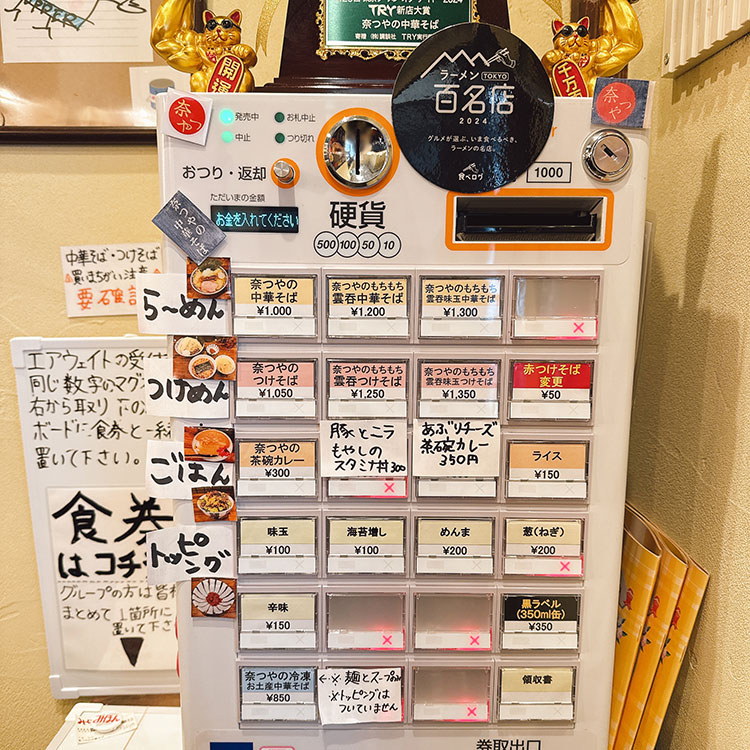 TRY新店大賞
奈つやの中華そば
開運
千万両
奈つや
奈つや
ラーメン TOKYO
百名店
2024
グルメが選ぶ、いま食べるべき、
ラーメンの名店。
食べログ
発売中
お札中止
中止
つり切れ
おつり・返却
ただいまの金額
お金を入れてください
硬貨
500 100 50 10
1000
奈つやの
中華そば
中華そば・つけそば
買いまちがい注意
らーめん
奈つやの
中華そば
¥1.000
奈つやのもちもち
雲呑中華そば
¥1.200
奈つやのもちもち
雲呑味玉中華そば
¥1.300
つけめん
奈つやの
つけそば
¥1.050
奈つやのもちもち
雲呑つけそば
¥1.250
奈つやのもちもち
雲呑味玉つけそば
¥1.350
赤つけそば
変更
¥50
ごはん
奈つやの
茶碗カレー
¥300
豚とニラ
もやしの
スタミナ丼300
あぶりチーズ
茶碗カレー
350円
ライス
¥150
トッピング
味玉
¥100
海苔増し
¥100
めんま
¥200
葱(ねぎ)
¥200
辛味
¥150
黒ラベル
(350ml缶)
¥350
奈つやの冷凍
お土産中華そば
¥850
←※麺とスープのみ
※トッピングは
ついていません
領収書
券取出口
エアウェイトの受付
同じ数字のマグ
右から取り下の
ボードに食券と一緒
置いて下さい。
食券
はコチ
グループの方は皆様
まとめて1箇所に
置いて下さい